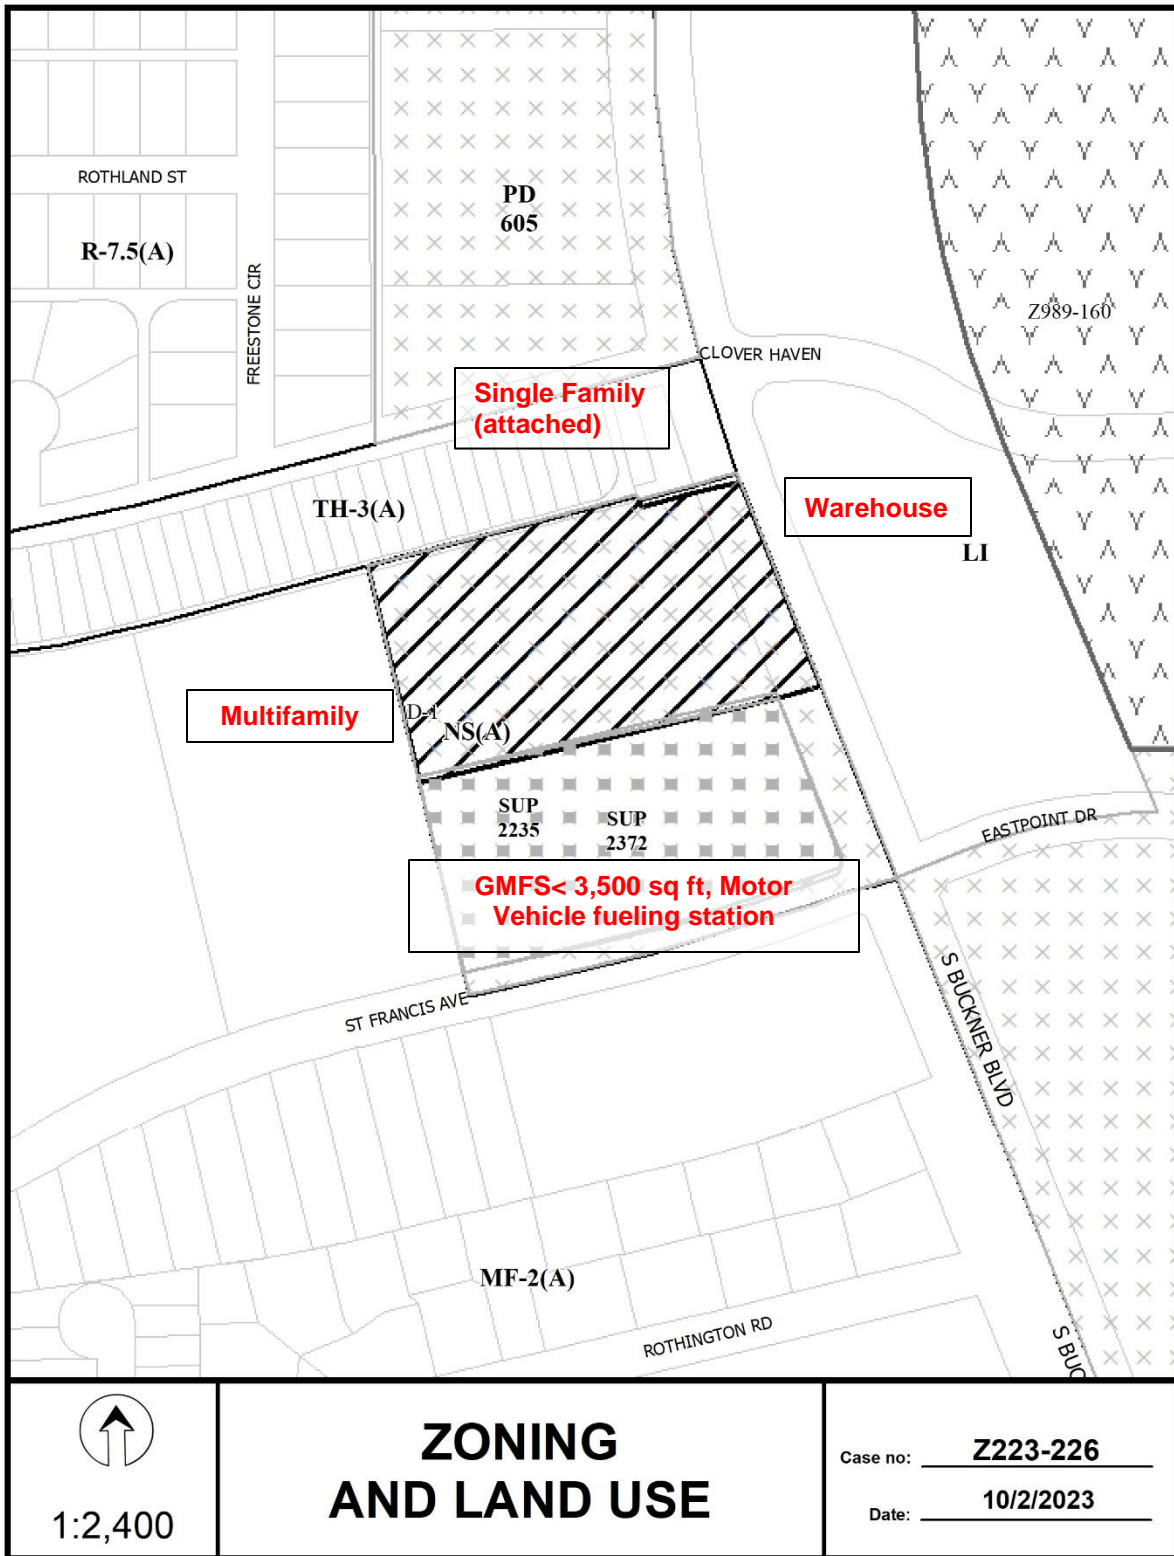 ROTHLAND ST
R-7.5(A)
FREESTONE CIR
PD
605
Z989-160
CLOVER HAVEN
Single Family
(attached)
TH-3(A)
Warehouse
LI
Multifamily
D-1
NS(A)
SUP
2235
SUP
2372
EASTPOINT DR
GMFS< 3,500 sq ft, Motor
Vehicle fueling station
ST FRANCIS AVE
S BUCKNER BLVD
MF-2(A)
ROTHINGTON RD
S BUC
1:2,400
ZONING
AND LAND USE
Case no: Z223-226
Date: 10/2/2023